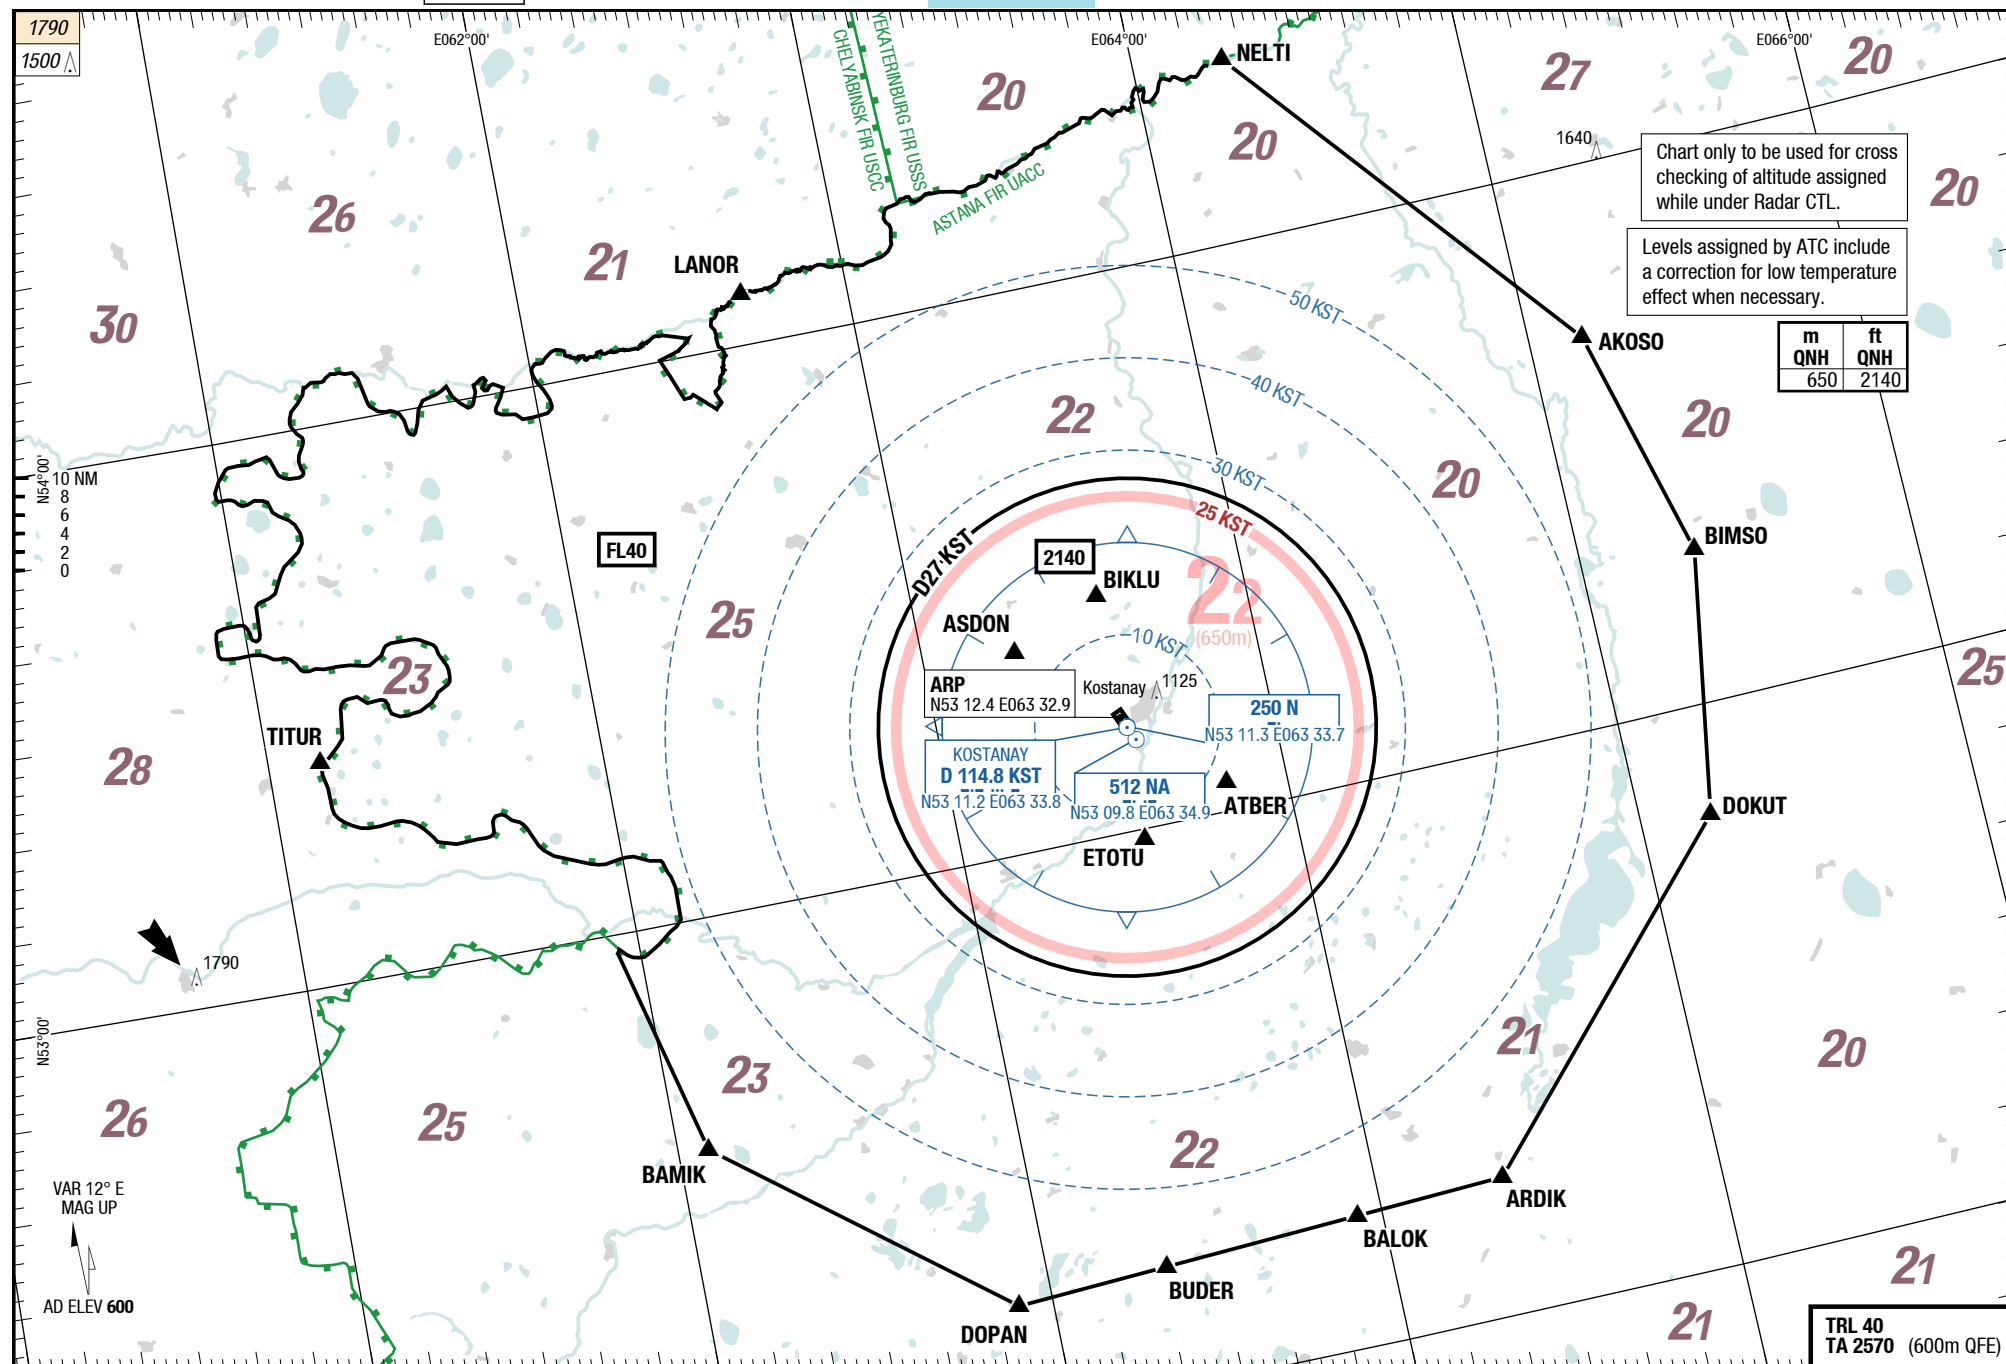 1790
1500
E062°00'
E064°00'
E066°00'
YEKATERINBURG FIR USSS
CHELYABINSK FIR USCC
ASTANA FIR UACC
NELTI
20
27
20
20
1640
Chart only to be used for cross
checking of altitude assigned
while under Radar CTL.
20
26
21
LANOR
Levels assigned by ATC include
a correction for low temperature
effect when necessary.
30
50 KST
AKOSO
m ft
QNH QNH
650 2140
40 KST
22
20
N54°00'
10 NM
8
6
4
2
0
30 KST
20
25 KST
D27 KST
FL40
2140
BIMSO
BIKLU
22
(650m)
25
ASDON
10 KST
23
25
ARP
N53 12.4 E063 32.9
Kostanay
1125
250 N
N53 11.3 E063 33.7
TITUR
28
KOSTANAY
D 114.8 KST
N53 11.2 E063 33.8
512 NA
N53 09.8 E063 34.9
ATBER
DOKUT
ETOTU
1790
N53°00'
21
20
23
26
25
22
BAMIK
VAR 12° E
MAG UP
AD ELEV 600
ARDIK
BALOK
BUDER
DOPAN
21
21
TRL 40
TA 2570 (600m QFE)